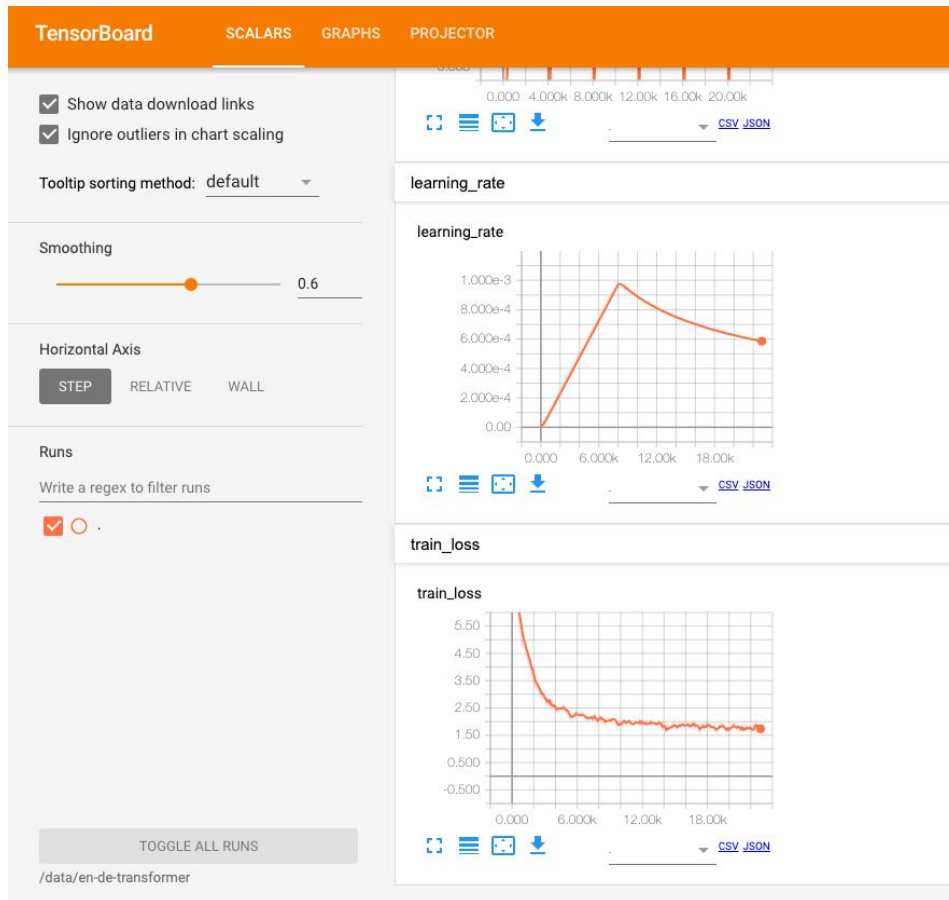 TensorBoard SCALARS GRAPHS PROJECTOR
Show data download links
Ignore outliers in chart scaling
Tooltip sorting method: default
Smoothing
0.6
Horizontal Axis
STEP RELATIVE WALL
Runs
Write a regex to filter runs
.
TOGGLE ALL RUNS
/data/en-de-transformer
0.000 4.000k 8.000k 12.00k 16.00k 20.00k
. CSV JSON
learning_rate
learning_rate
1.000e-3
8.000e-4
6.000e-4
4.000e-4
2.000e-4
0.00
0.000 6.000k 12.00k 18.00k
. CSV JSON
train_loss
train_loss
5.50
4.50
3.50
2.50
1.50
0.500
-0.500
0.000 6.000k 12.00k 18.00k
. CSV JSON